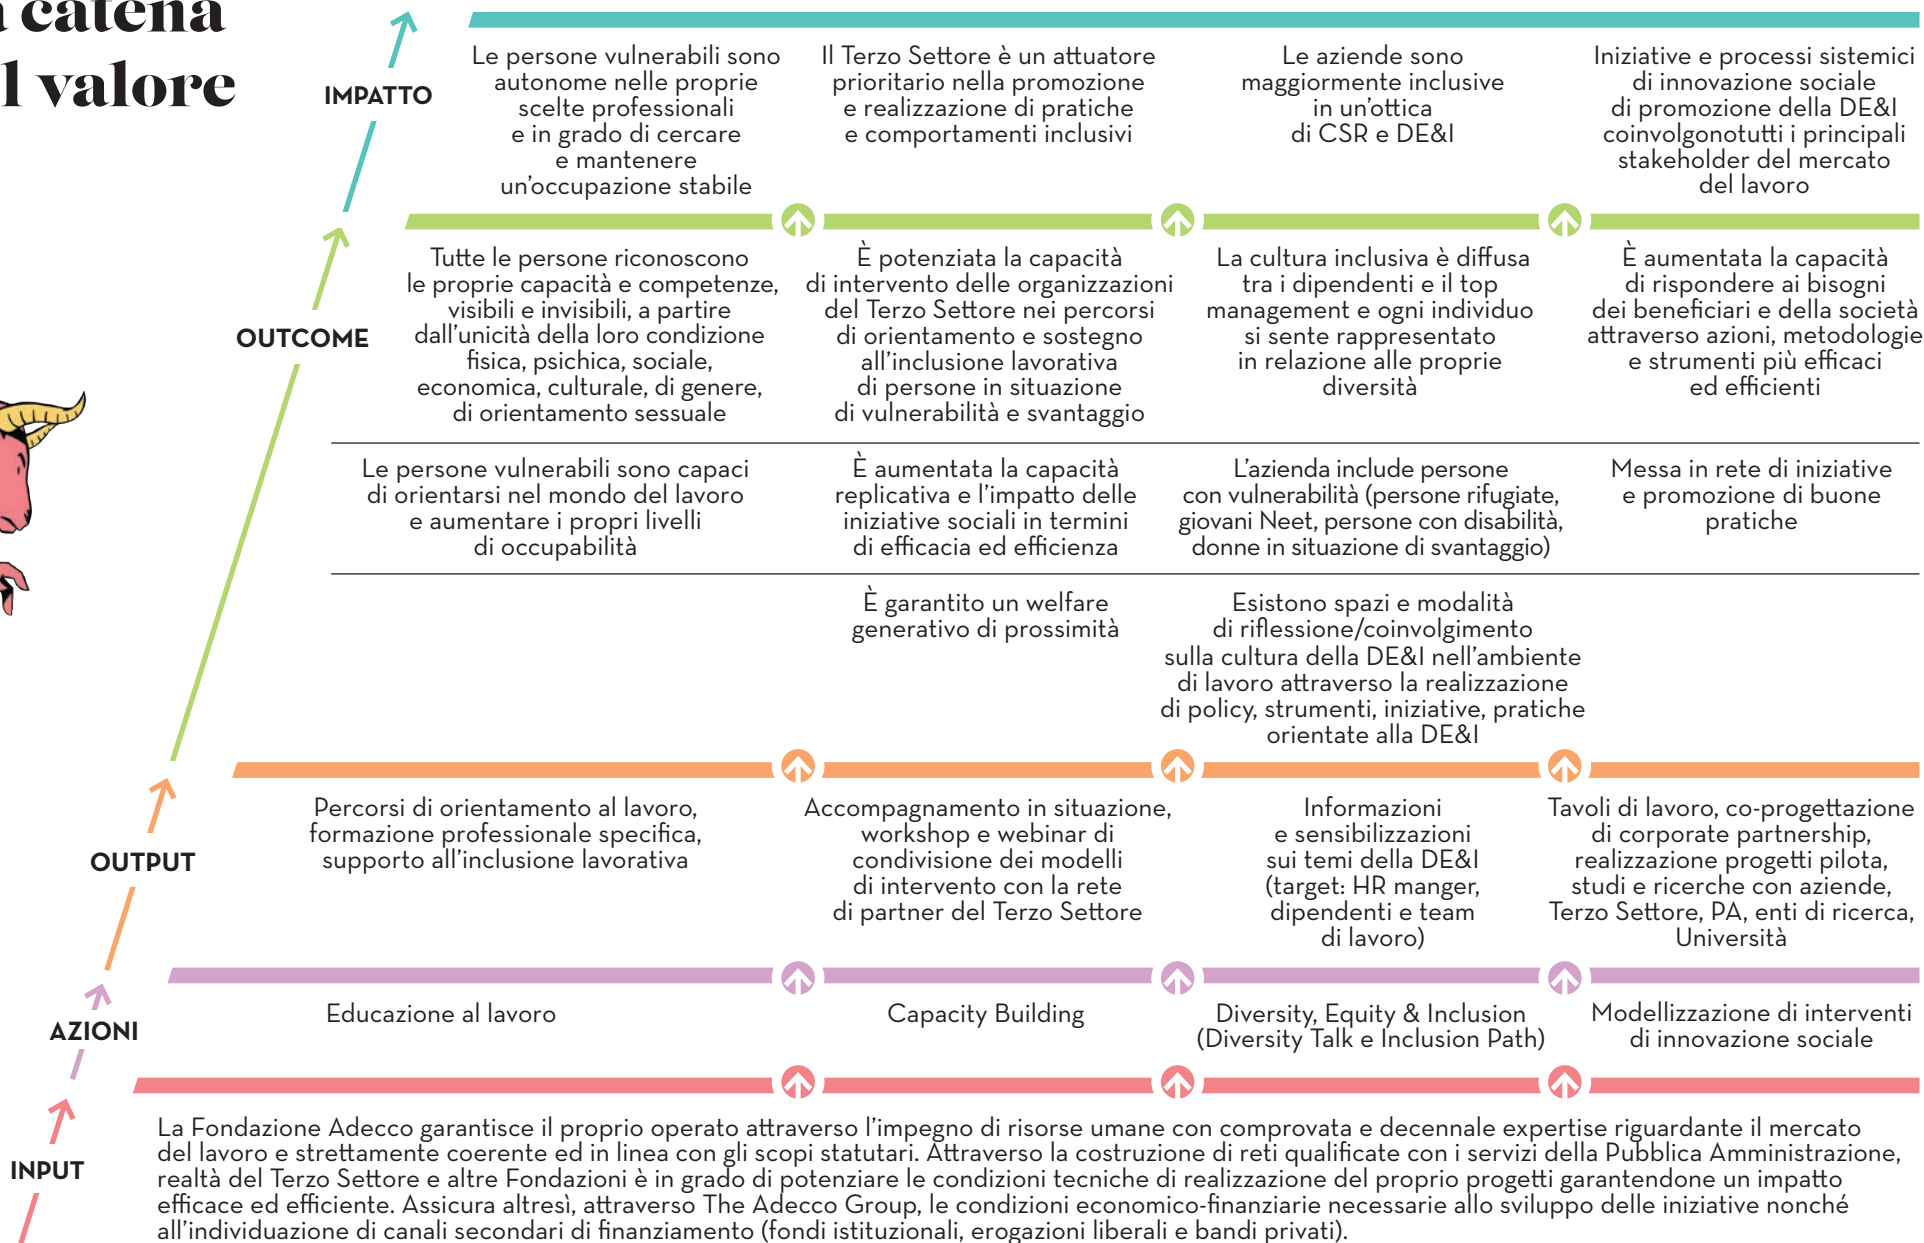 a catena
l valore
IMPATTO
Le persone vulnerabili sono
autonome nelle proprie
scelte professionali
e in grado di cercare
e mantenere
un'occupazione stabile
Il Terzo Settore è un attuatore
prioritario nella promozione
e realizzazione di pratiche
e comportamenti inclusivi
Le aziende sono
maggiormente inclusive
in un'ottica
di CSR e DE&I
Iniziative e processi sistemici
di innovazione sociale
di promozione della DE&I
coinvolgonotutti i principali
stakeholder del mercato
del lavoro
OUTCOME
Tutte le persone riconoscono
le proprie capacità e competenze,
visibili e invisibili, a partire
dall'unicità della loro condizione
fisica, psichica, sociale,
economica, culturale, di genere,
di orientamento sessuale
È potenziata la capacità
di intervento delle organizzazioni
del Terzo Settore nei percorsi
di orientamento e sostegno
all'inclusione lavorativa
di persone in situazione
di vulnerabilità e svantaggio
La cultura inclusiva è diffusa
tra i dipendenti e il top
management e ogni individuo
si sente rappresentato
in relazione alle proprie
diversità
È aumentata la capacità
di rispondere ai bisogni
dei beneficiari e della società
attraverso azioni, metodologie
e strumenti più efficaci
ed efficienti
Le persone vulnerabili sono capaci
di orientarsi nel mondo del lavoro
e aumentare i propri livelli
di occupabilità
È aumentata la capacità
replicativa e l'impatto delle
iniziative sociali in termini
di efficacia ed efficienza
L'azienda include persone
con vulnerabilità (persone rifugiate,
giovani Neet, persone con disabilità,
donne in situazione di svantaggio)
Messa in rete di iniziative
e promozione di buone
pratiche
È garantito un welfare
generativo di prossimità
Esistono spazi e modalità
di riflessione/coinvolgimento
sulla cultura della DE&I nell'ambiente
di lavoro attraverso la realizzazione
di policy, strumenti, iniziative, pratiche
orientate alla DE&I
OUTPUT
Percorsi di orientamento al lavoro,
formazione professionale specifica,
supporto all'inclusione lavorativa
Accompagnamento in situazione,
workshop e webinar di
condivisione dei modelli
di intervento con la rete
di partner del Terzo Settore
Informazioni
e sensibilizzazioni
sui temi della DE&I
(target: HR manger,
dipendenti e team
di lavoro)
Tavoli di lavoro, co-progettazione
di corporate partnership,
realizzazione progetti pilota,
studi e ricerche con aziende,
Terzo Settore, PA, enti di ricerca,
Università
AZIONI
Educazione al lavoro
Capacity Building
Diversity, Equity & Inclusion
(Diversity Talk e Inclusion Path)
Modellizzazione di interventi
di innovazione sociale
INPUT
La Fondazione Adecco garantisce il proprio operato attraverso l'impegno di risorse umane con comprovata e decennale expertise riguardante il mercato
del lavoro e strettamente coerente ed in linea con gli scopi statutari. Attraverso la costruzione di reti qualificate con i servizi della Pubblica Amministrazione,
realtà del Terzo Settore e altre Fondazioni è in grado di potenziare le condizioni tecniche di realizzazione del proprio progetti garantendone un impatto
efficace ed efficiente. Assicura altresì, attraverso The Adecco Group, le condizioni economico-finanziarie necessarie allo sviluppo delle iniziative nonché
all'individuazione di canali secondari di finanziamento (fondi istituzionali, erogazioni liberali e bandi privati).